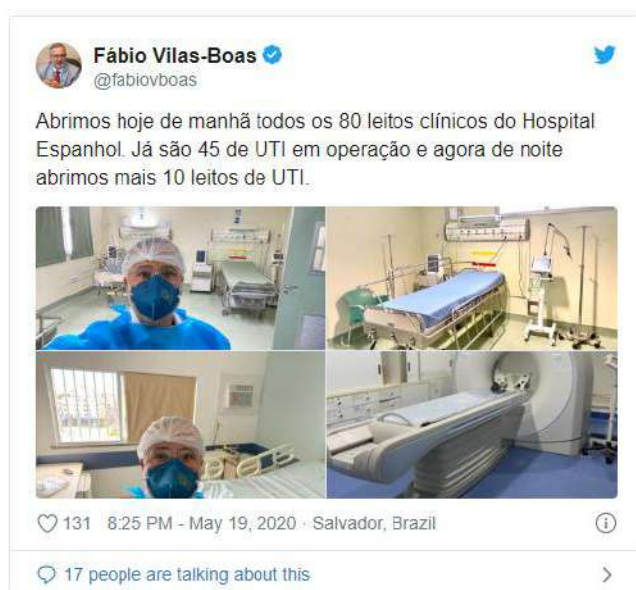 Fábio Vilas-Boas
@fabiovboas
Abrimos hoje de manhã todos os 80 leitos clínicos do Hospital
Espanhol. Já são 45 de UTI em operação e agora de noite
abrimos mais 10 leitos de UTI.
131 8:25 PM - May 19, 2020 · Salvador, Brazil
17 people are talking about this